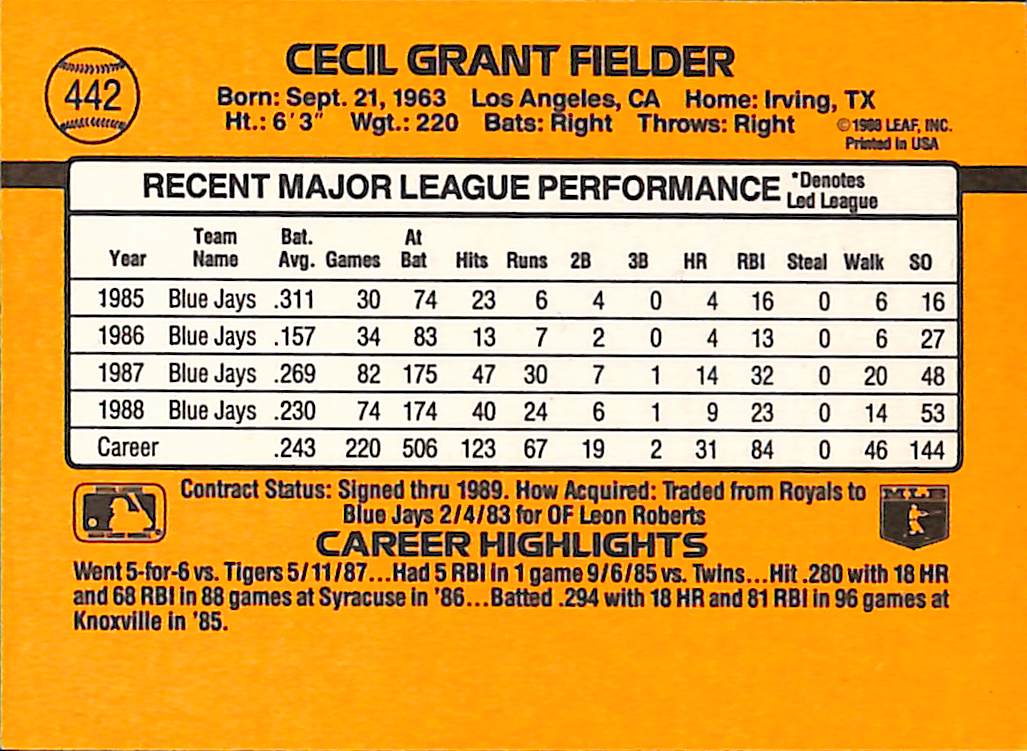 442
CECIL GRANT FIELDER
Born: Sept. 21, 1963 Los Angeles, CA Home: Irving, TX
Ht.: 6'3" Wgt.: 220 Bats: Right Throws: Right
©1988 LEAF, INC.
Printed in USA
RECENT MAJOR LEAGUE PERFORMANCE *Denotes
Led League
Year Team Name Bat. Avg. Games At Bat Hits Runs 2B 3B HR RBI Steal Walk SO
1985 Blue Jays .311 30 74 23 6 4 0 4 16 0 6 16
1986 Blue Jays .157 34 83 13 7 2 0 4 13 0 6 27
1987 Blue Jays .269 82 175 47 30 7 1 14 32 0 20 48
1988 Blue Jays .230 74 174 40 24 6 1 9 23 0 14 53
Career .243 220 506 123 67 19 2 31 84 0 46 144
Contract Status: Signed thru 1989. How Acquired: Traded from Royals to
Blue Jays 2/4/83 for OF Leon Roberts
MLB
CAREER HIGHLIGHTS
Went 5-for-6 vs. Tigers 5/11/87...Had 5 RBI in 1 game 9/6/85 vs. Twins...Hit .280 with 18 HR
and 68 RBI in 88 games at Syracuse in '86...Batted .294 with 18 HR and 81 RBI in 96 games at
Knoxville in '85.